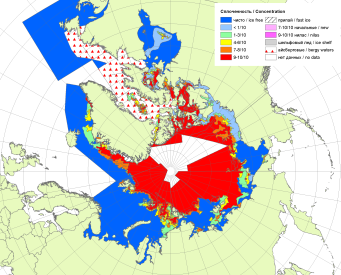 Сплоченность / Concentration
чисто / ice free
< 1/10
1-3/10
4-6/10
7-8/10
9-10/10
припай / fast ice
7-10/10 начальные / new
9-10/10 нилас / nilas
шельфовый лед / ice shelf
айсберговые / bergy waters
нет данных / no data